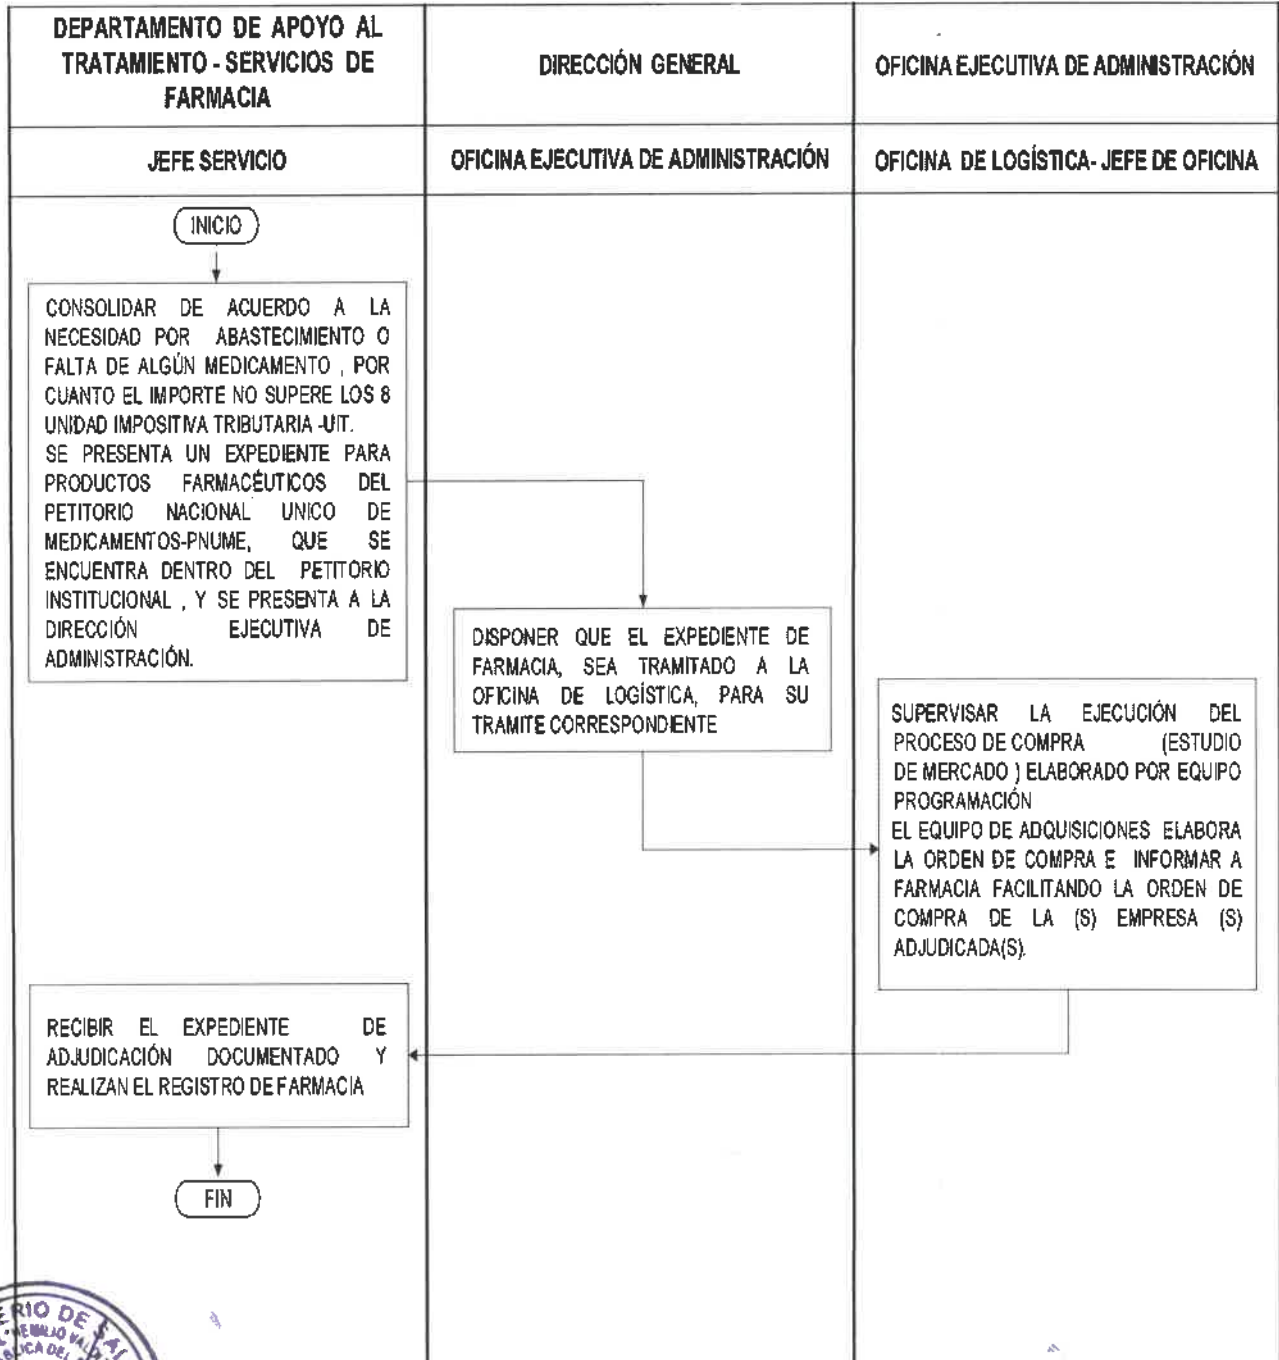 DEPARTAMENTO DE APOYO AL
TRATAMIENTO - SERVICIOS DE
FARMACIA
DIRECCIÓN GENERAL
OFICINA EJECUTIVA DE ADMINISTRACIÓN
JEFE SERVICIO
OFICINA EJECUTIVA DE ADMINISTRACIÓN
OFICINA DE LOGÍSTICA- JEFE DE OFICINA
INICIO
CONSOLIDAR DE ACUERDO A LA
NECESIDAD POR ABASTECIMIENTO O
FALTA DE ALGÚN MEDICAMENTO , POR
CUANTO EL IMPORTE NO SUPERE LOS 8
UNIDAD IMPOSITIVA TRIBUTARIA -UIT.
SE PRESENTA UN EXPEDIENTE PARA
PRODUCTOS FARMACÉUTICOS DEL
PETITORIO NACIONAL UNICO DE
MEDICAMENTOS-PNUME, QUE SE
ENCUENTRA DENTRO DEL PETITORIO
INSTITUCIONAL , Y SE PRESENTA A LA
DIRECCIÓN EJECUTIVA DE
ADMINISTRACIÓN.
DISPONER QUE EL EXPEDIENTE DE
FARMACIA, SEA TRAMITADO A LA
OFICINA DE LOGÍSTICA, PARA SU
TRAMITE CORRESPONDIENTE
SUPERVISAR LA EJECUCIÓN DEL
PROCESO DE COMPRA (ESTUDIO
DE MERCADO ) ELABORADO POR EQUIPO
PROGRAMACIÓN
EL EQUIPO DE ADQUISICIONES ELABORA
LA ORDEN DE COMPRA E INFORMAR A
FARMACIA FACILITANDO LA ORDEN DE
COMPRA DE LA (S) EMPRESA (S)
ADJUDICADA(S).
RECIBIR EL EXPEDIENTE DE
ADJUDICACIÓN DOCUMENTADO Y
REALIZAN EL REGISTRO DE FARMACIA
FIN
RIO DE